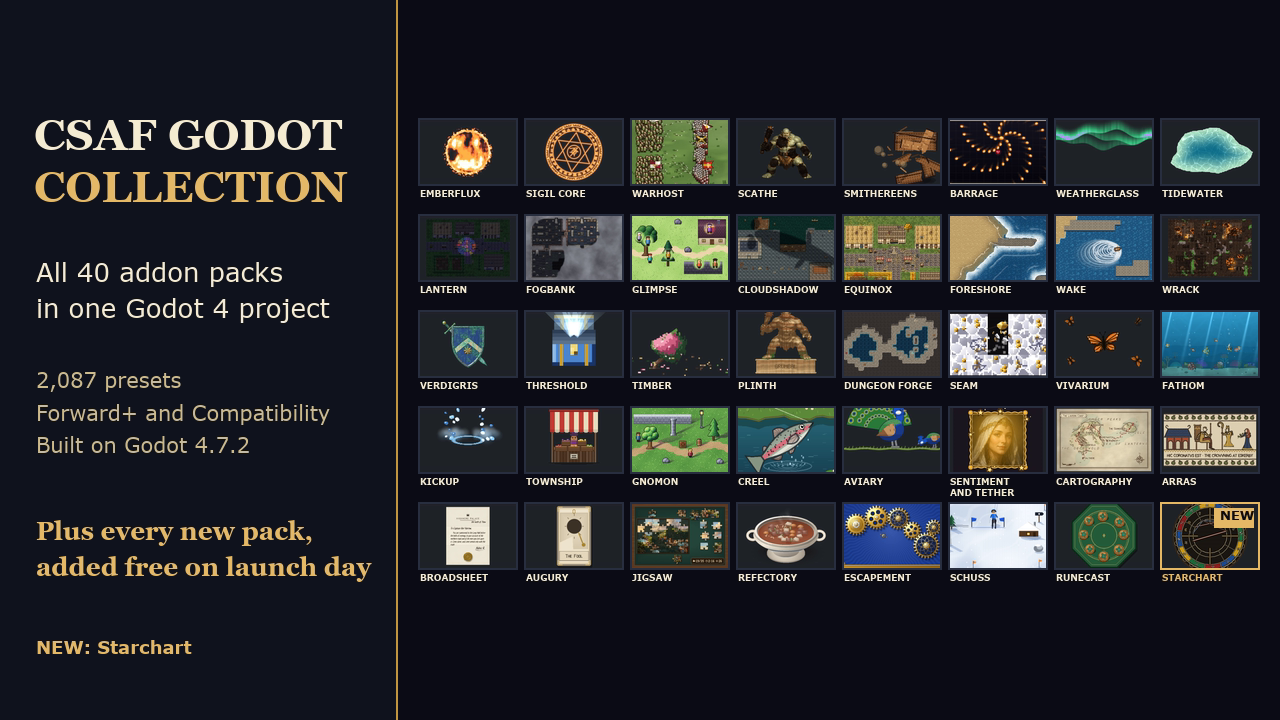 CSAF GODOT
COLLECTION
All 40 addon packs
in one Godot 4 project
2,087 presets
Forward+ and Compatibility
Built on Godot 4.7.2
Plus every new pack,
added free on launch day
NEW: Starchart
EMBERFLUX
SIGIL CORE
WARHOST
SCATHE
SMITHEREENS
BARRAGE
WEATHERGLASS
TIDEWATER
LANTERN
FOGBANK
GLIMPSE
CLOUDSHADOW
EQUINOX
FORESHORE
WAKE
WRACK
VERDIGRIS
THRESHOLD
TIMBER
PLINTH
DUNGEON FORGE
SEAM
VIVARIUM
FATHOM
KICKUP
TOWNSHIP
GNOMON
CREEL
AVIARY
SENTIMENT
AND TETHER
CARTOGRAPHY
ARRAS
THE FOOL
NEW
BROADSHEET
AUGURY
JIGSAW
REFECTORY
ESCAPEMENT
SCHUSS
RUNECAST
STARCHART